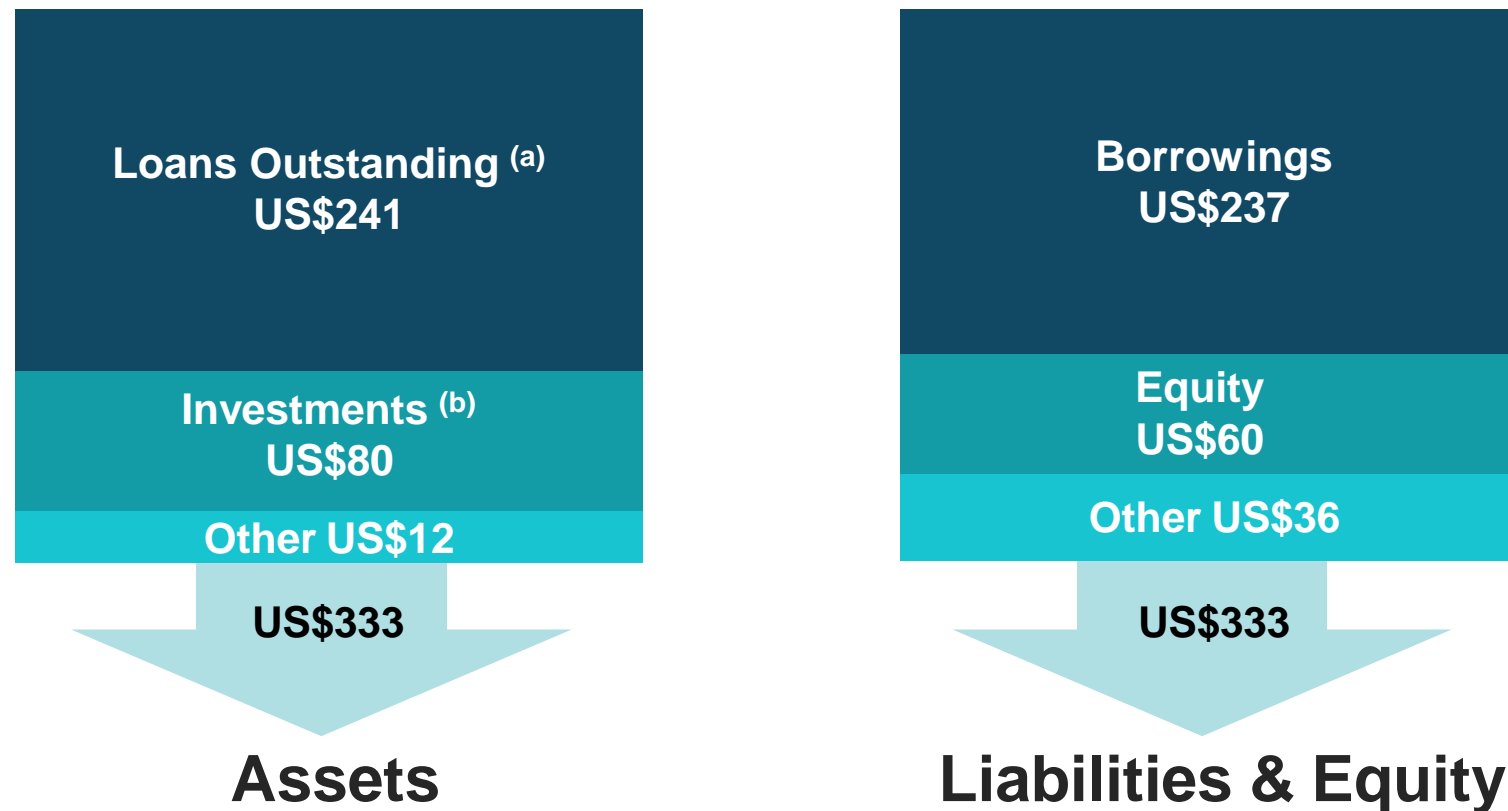 Loans Outstanding (a)
US$241
Investments (b)
US$80
Other US$12
US$333
Assets
Borrowings
US$237
Equity
US$60
Other US$36
US$333
Liabilities & Equity